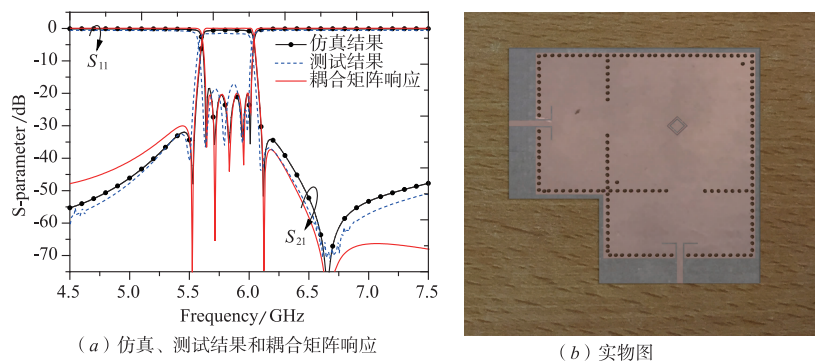 0
-10
-20
-30
-40
-50
-60
-70
S-parameter/dB
S11
仿真结果
测试结果
耦合矩阵响应
S21
4.5 5.0 5.5 6.0 6.5 7.0 7.5
Frequency/GHz
(a)仿真、测试结果和耦合矩阵响应
(b)实物图